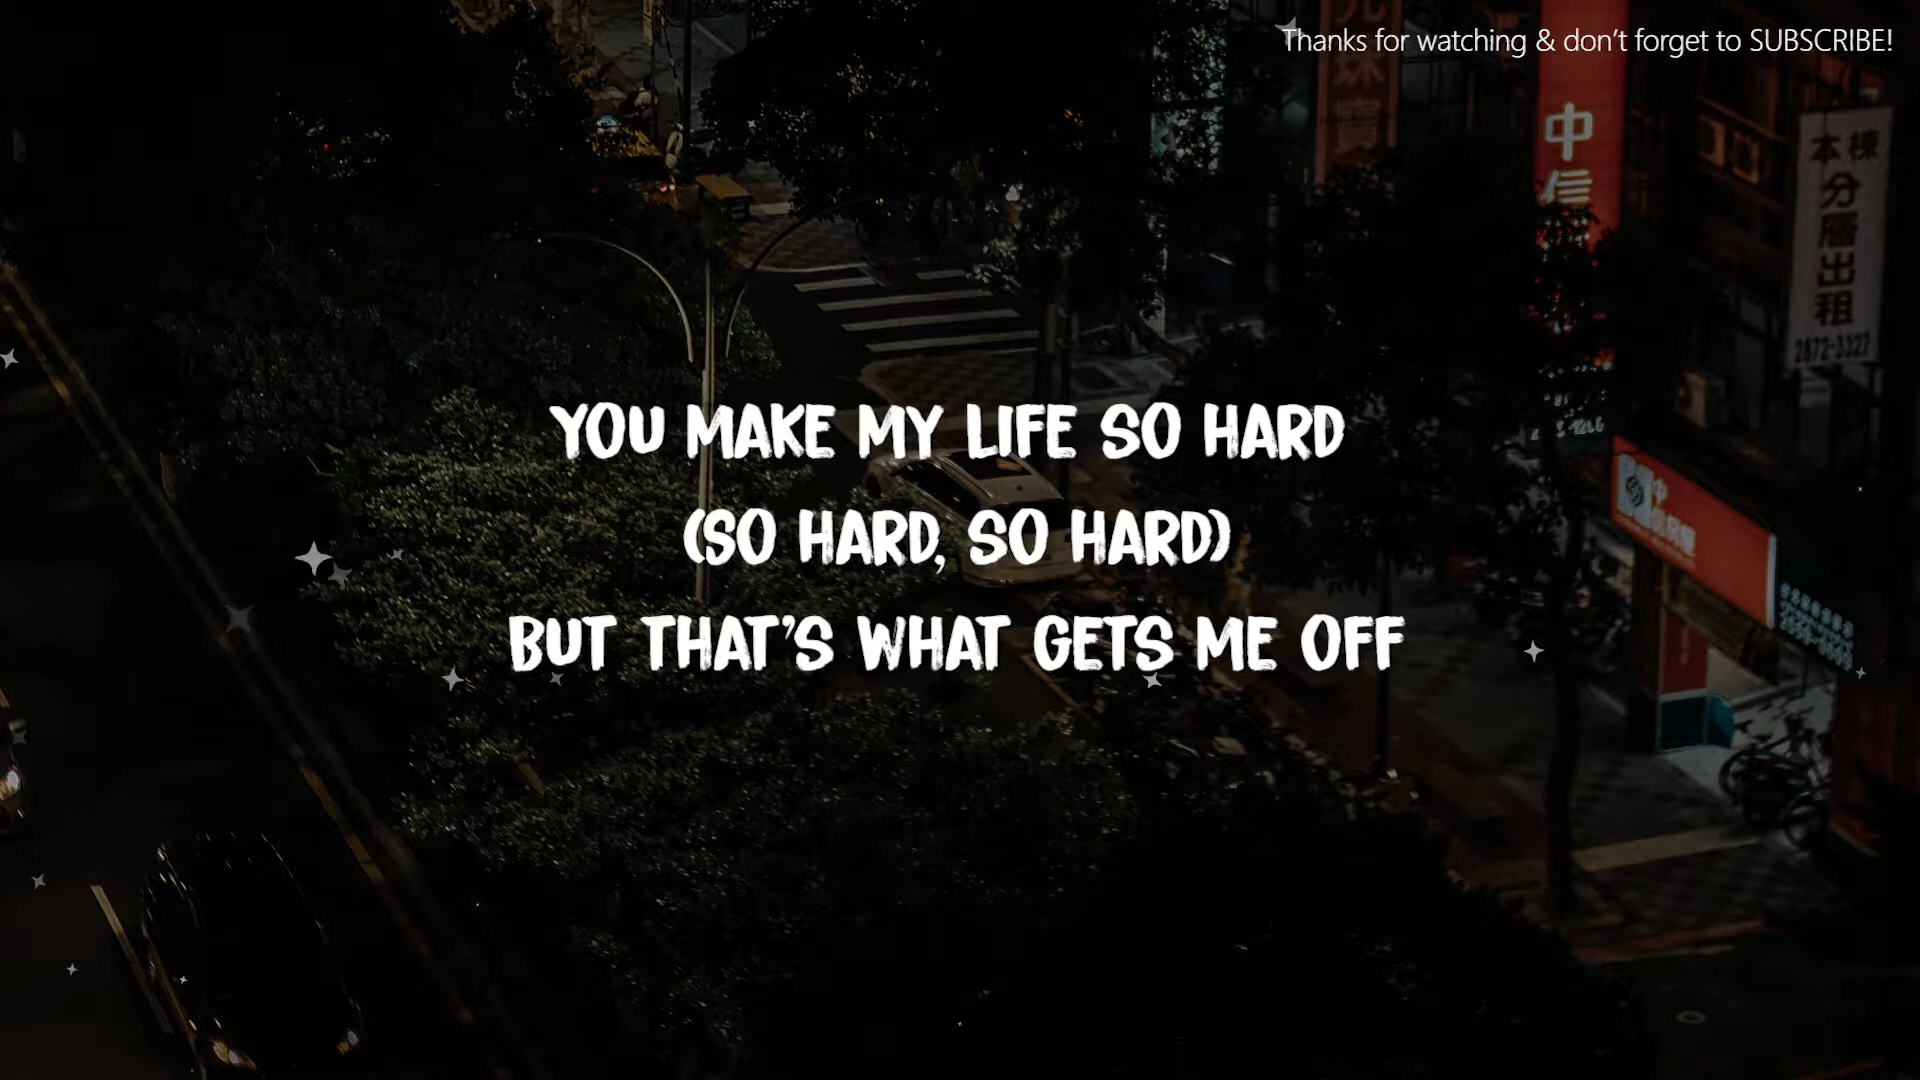 Thanks for watching & don't forget to SUBSCRIBE!
中信
本棟
分層出租
2872-3327
YOU MAKE MY LIFE SO HARD
(SO HARD, SO HARD)
BUT THAT'S WHAT GETS ME OFF